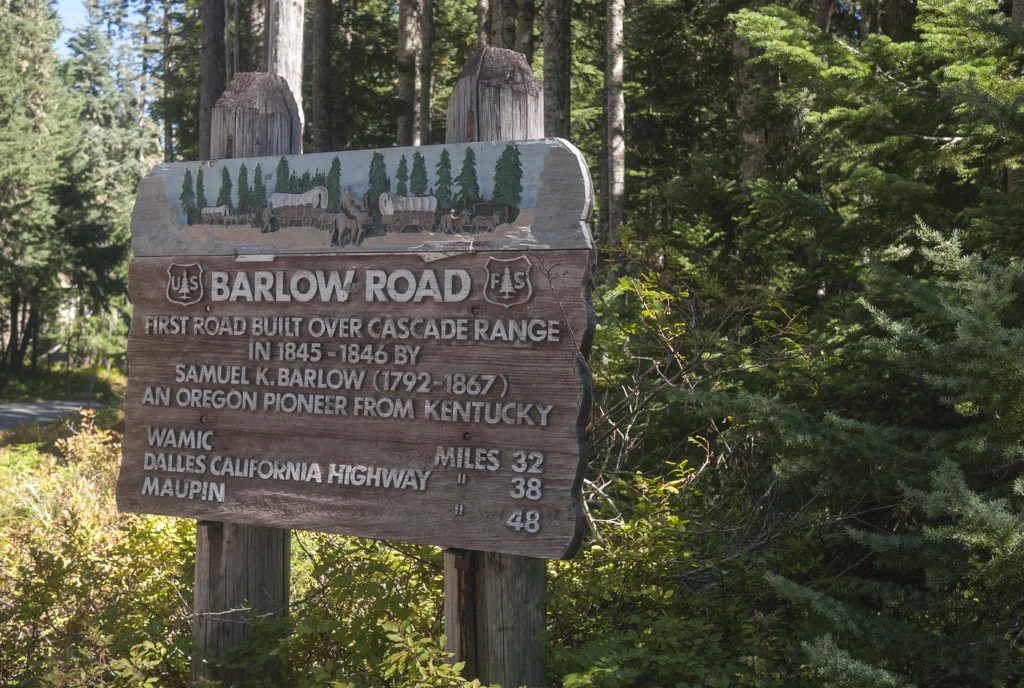 US BARLOW ROAD FS
FIRST ROAD BUILT OVER CASCADE RANGE
IN 1845 - 1846 BY
SAMUEL K. BARLOW (1792 - 1867)
AN OREGON PIONEER FROM KENTUCKY
WAMIC MILES 32
DALLES CALIFORNIA HIGHWAY " 38
MAUPIN " 48